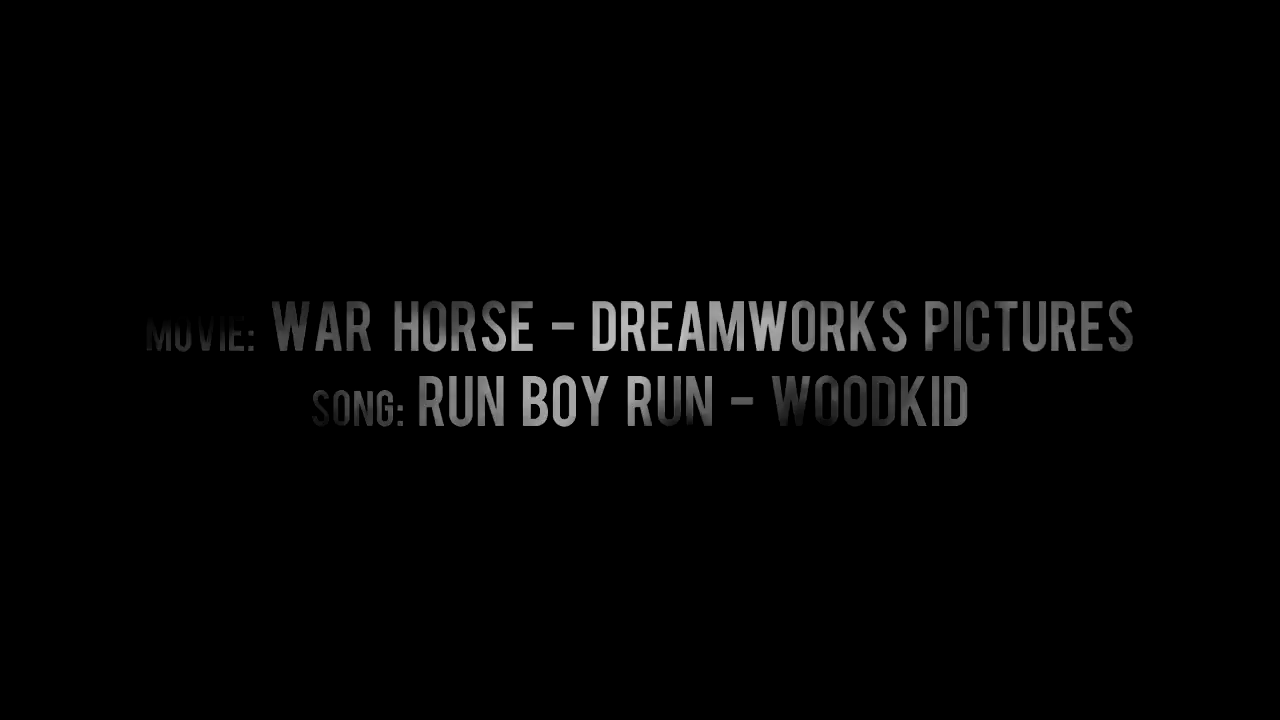 MOVIE: WAR HORSE - DREAMWORKS PICTURES
SONG: RUN BOY RUN - WOODKID